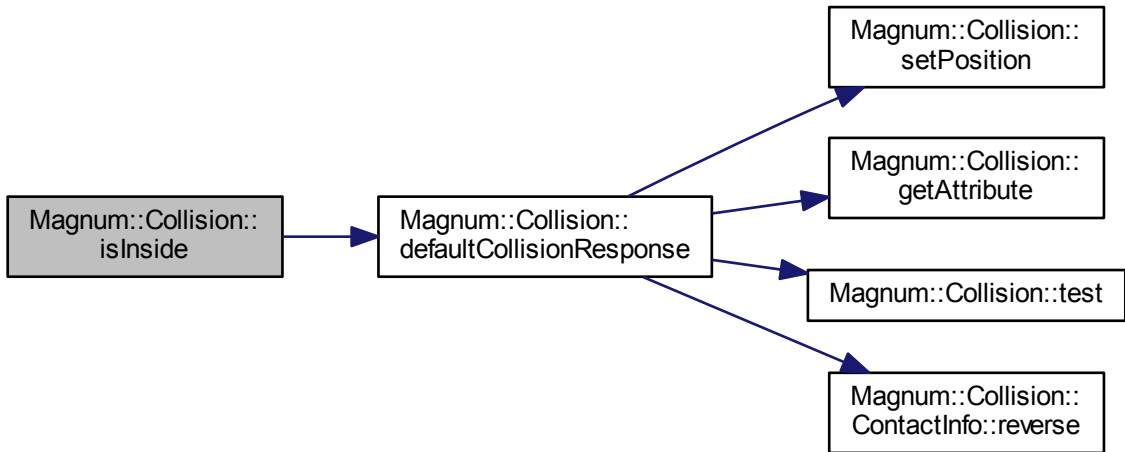 Magnum::Collision::
isInside
Magnum::Collision::
defaultCollisionResponse
Magnum::Collision::
setPosition
Magnum::Collision::
getAttribute
Magnum::Collision::test
Magnum::Collision::
ContactInfo::reverse